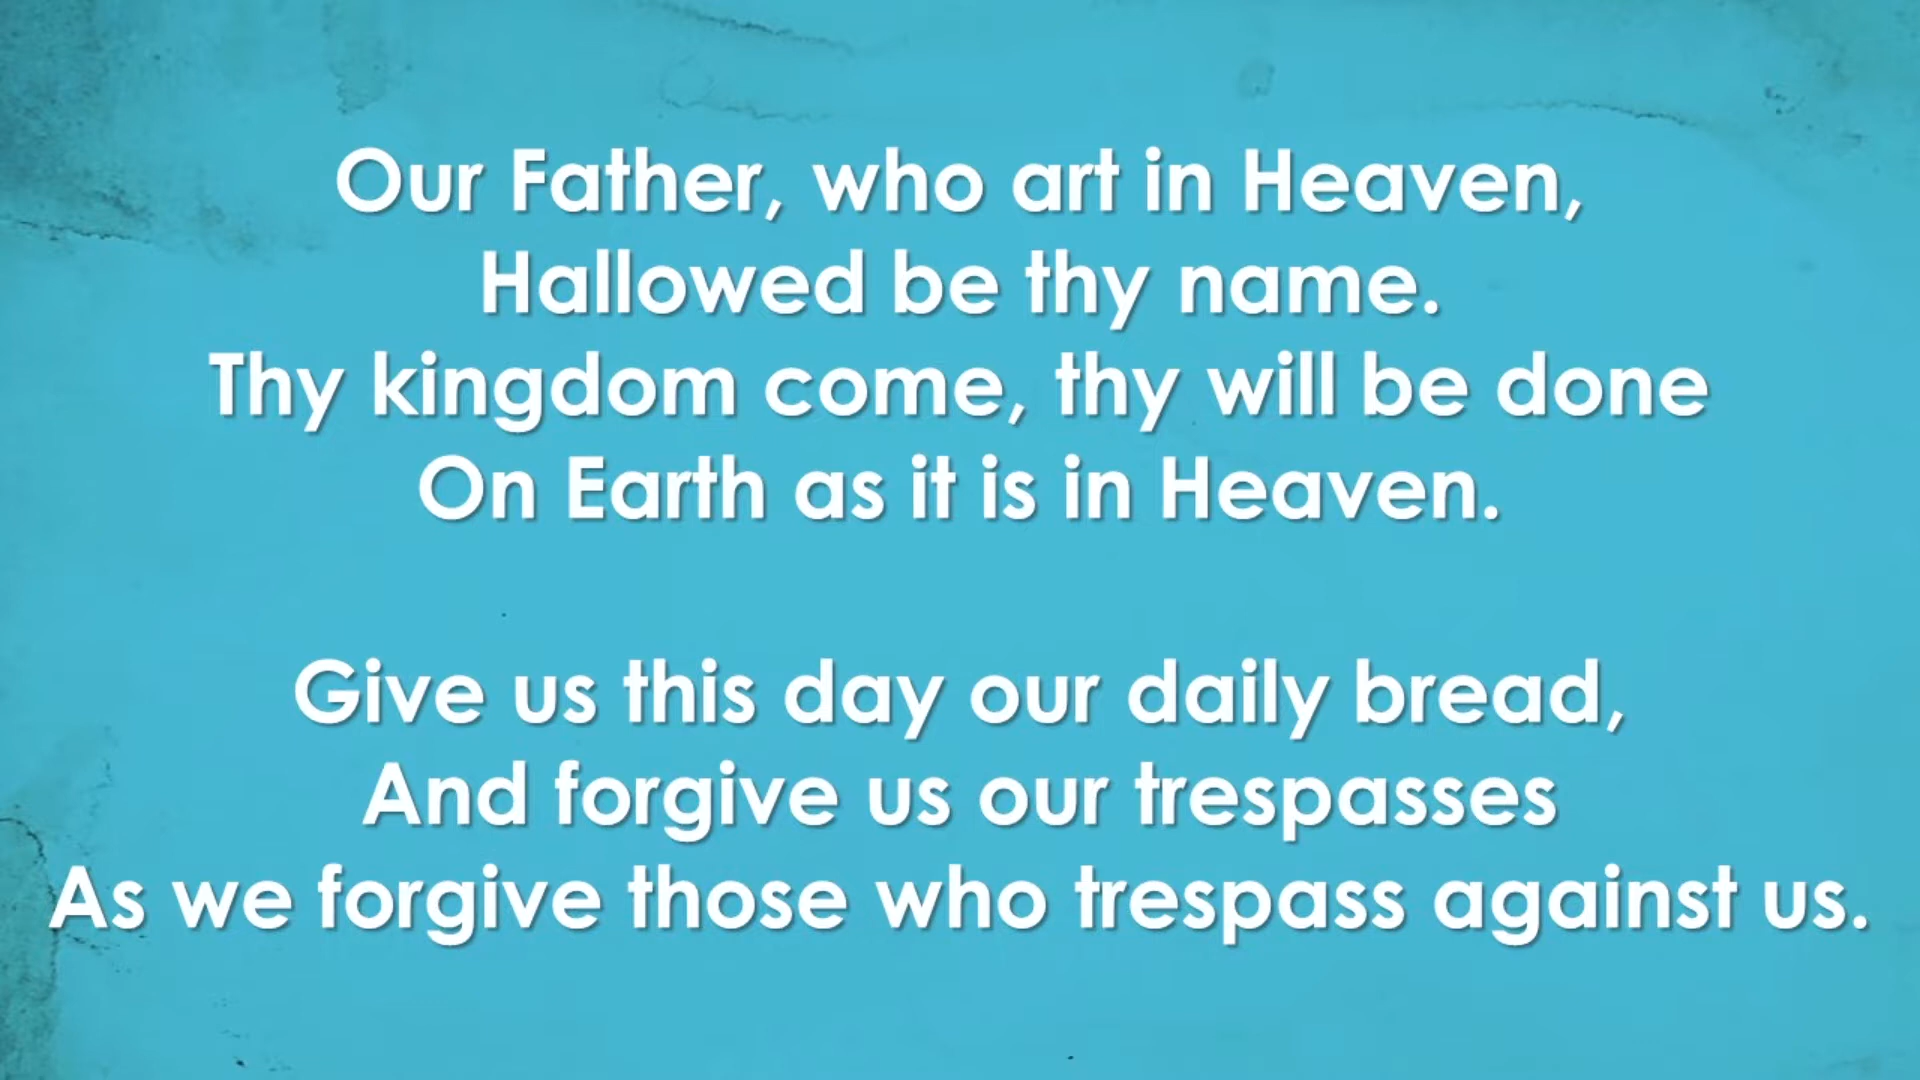 Our Father, who art in Heaven,
Hallowed be thy name.
Thy kingdom come, thy will be done
On Earth as it is in Heaven.
Give us this day our daily bread,
And forgive us our trespasses
As we forgive those who trespass against us.